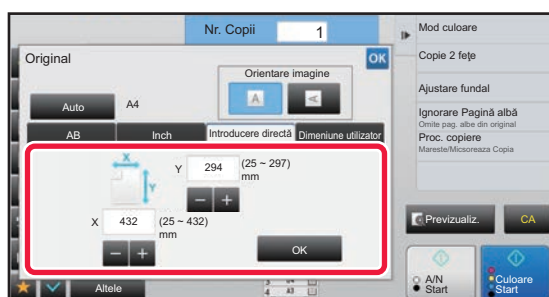 Nr. Copii 1
Original
OK
Orientare imagine
A A
Auto A4
AB Inch Introducere directă Dimeniune utilizator
X
Y
Y 294 (25 ~ 297)
mm
X 432 (25 ~ 432)
mm
OK
Altele
A3
Mod culoare
Copie 2 feţe
Ajustare fundal
Ignorare Pagină albă
Omite pag. albe din original
Proc. copiere
Mareste/Micsoreaza Copia
Previzualiz. CA
A/N
Start
Culoare
Start